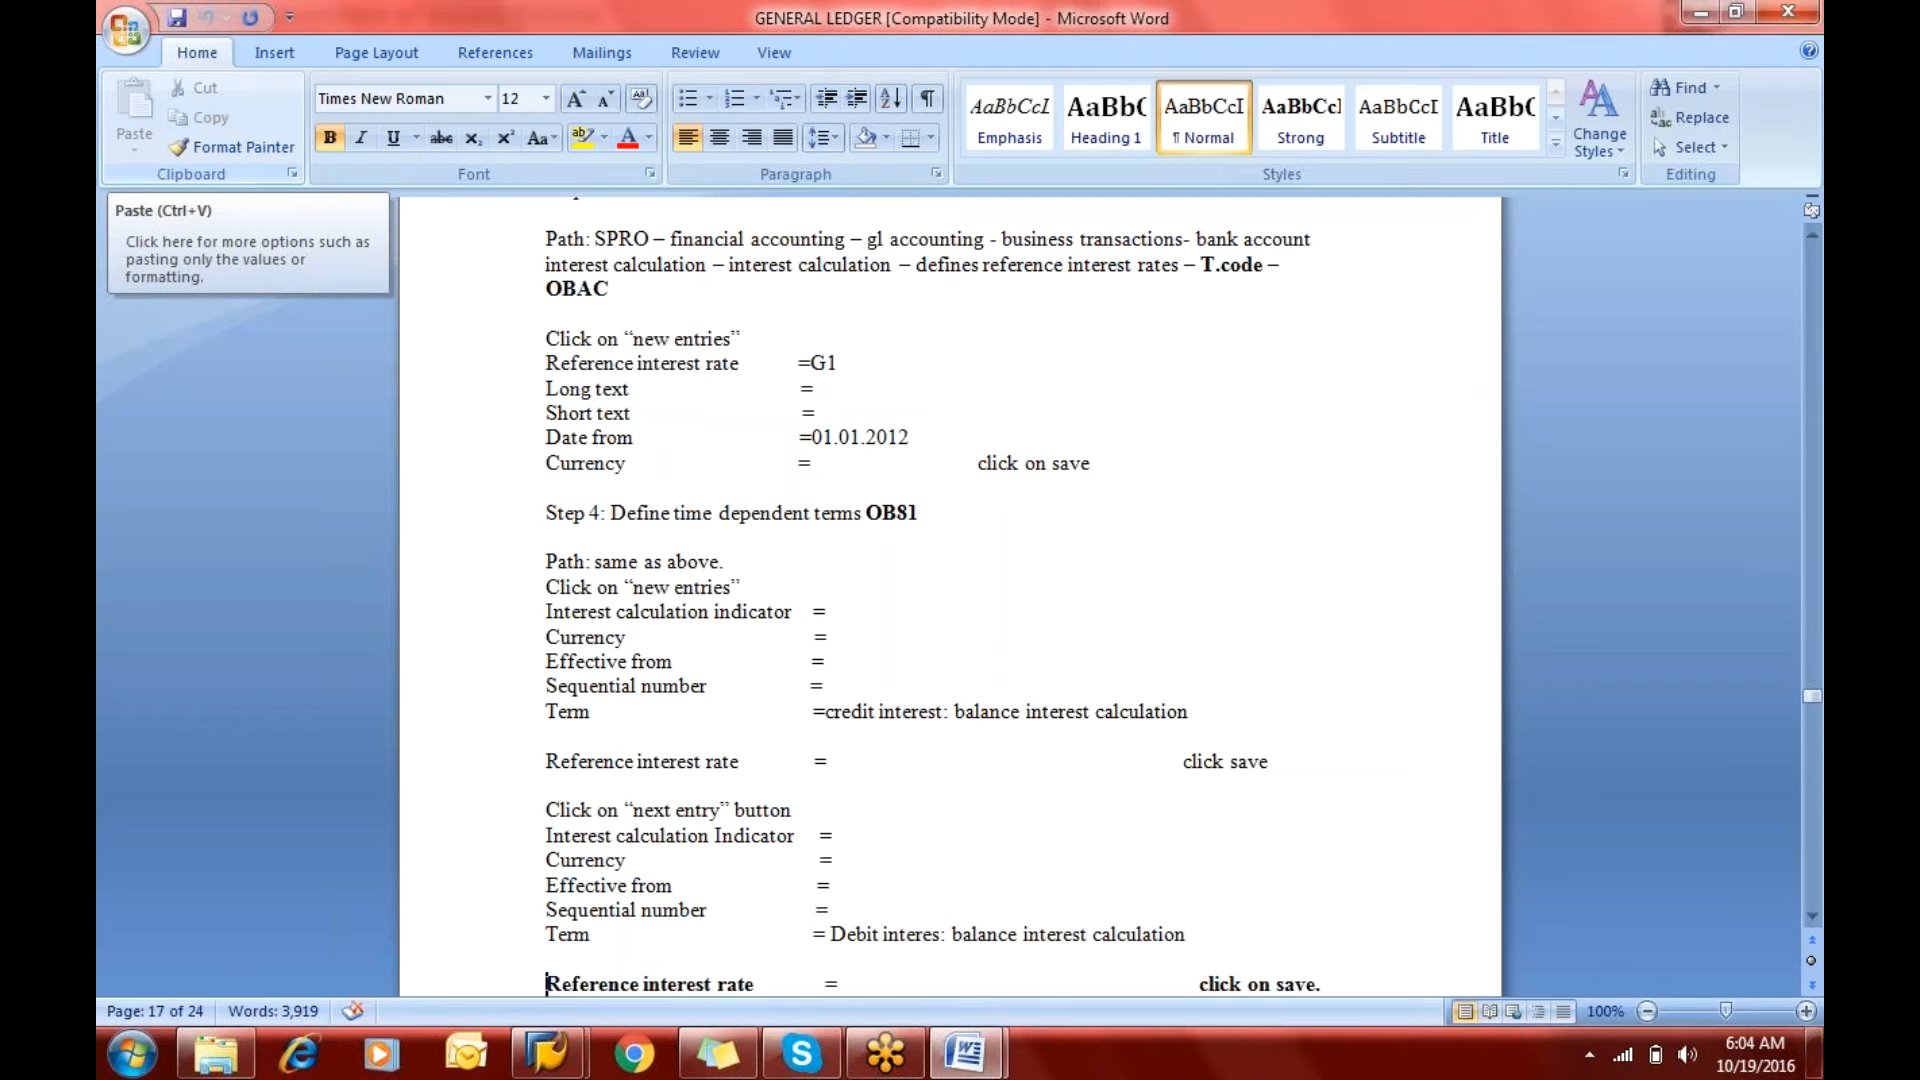 GENERAL LEDGER [Compatibility Mode] - Microsoft Word
Home Insert Page Layout References Mailings Review View
Paste
Cut
Copy
Format Painter
Clipboard
Times New Roman 12
Font
Paragraph
AaBbCcI AaBbC AaBbCcI AaBbCcI AaBbCcI AaBbC
Emphasis Heading 1 ¶ Normal Strong Subtitle Title
Change
Styles
Styles
Find
Replace
Select
Editing
Paste (Ctrl+V)
Click here for more options such as
pasting only the values or
formatting.
Path: SPRO – financial accounting – gl accounting - business transactions- bank account
interest calculation – interest calculation – defines reference interest rates – T.code –
OBAC
Click on “new entries”
Reference interest rate =G1
Long text =
Short text =
Date from =01.01.2012
Currency = click on save
Step 4: Define time dependent terms OB81
Path: same as above.
Click on “new entries”
Interest calculation indicator =
Currency =
Effective from =
Sequential number =
Term =credit interest: balance interest calculation
Reference interest rate = click save
Click on “next entry” button
Interest calculation Indicator =
Currency =
Effective from =
Sequential number =
Term = Debit interes: balance interest calculation
Reference interest rate = click on save.
Page: 17 of 24 Words: 3,919 100%
6:04 AM
10/19/2016